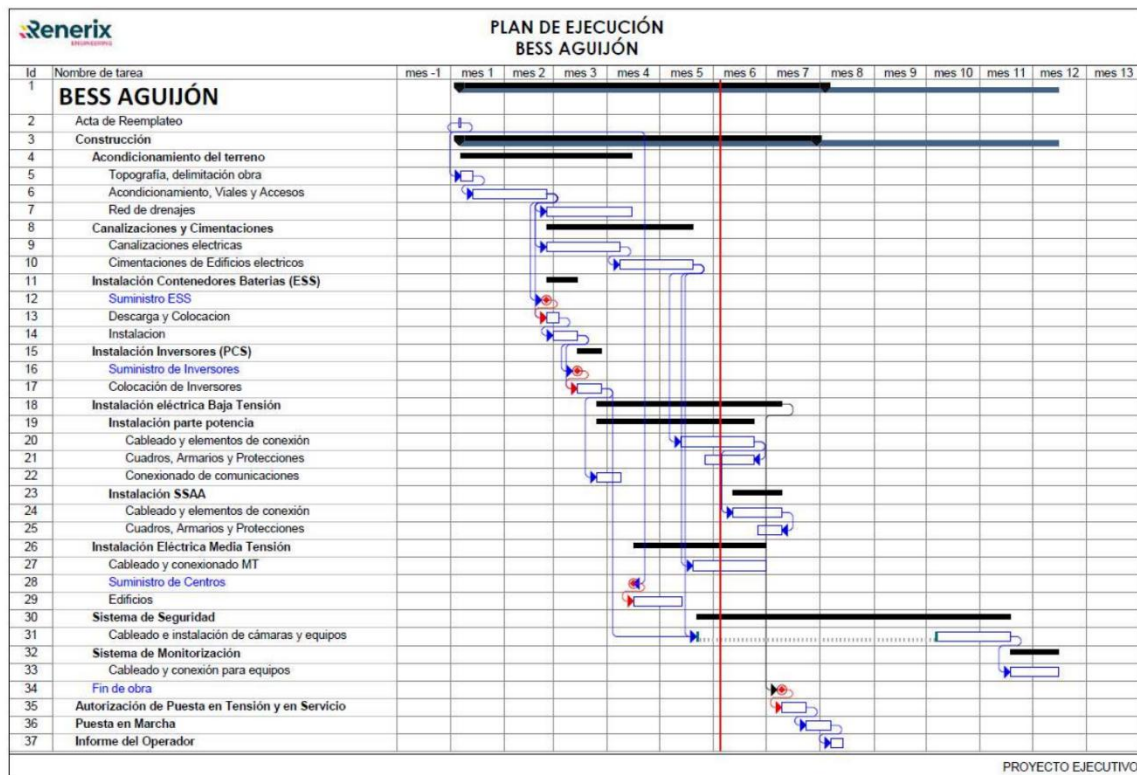 Renerix
ENGINEERING
PLAN DE EJECUCIÓN
BESS AGUIJÓN
Id Nombre de tarea mes -1 mes 1 mes 2 mes 3 mes 4 mes 5 mes 6 mes 7 mes 8 mes 9 mes 10 mes 11 mes 12 mes 13
1 BESS AGUIJÓN
2 Acta de Reemplateo
3 Construcción
4 Acondicionamiento del terreno
5 Topografía, delimitación obra
6 Acondicionamiento, Viales y Accesos
7 Red de drenajes
8 Canalizaciones y Cimentaciones
9 Canalizaciones electricas
10 Cimentaciones de Edificios electricos
11 Instalación Contenedores Baterias (ESS)
12 Suministro ESS
13 Descarga y Colocacion
14 Instalacion
15 Instalación Inversores (PCS)
16 Suministro de Inversores
17 Colocación de Inversores
18 Instalación eléctrica Baja Tensión
19 Instalación parte potencia
20 Cableado y elementos de conexión
21 Cuadros, Armarios y Protecciones
22 Conexionado de comunicaciones
23 Instalación SSAA
24 Cableado y elementos de conexión
25 Cuadros, Armarios y Protecciones
26 Instalación Eléctrica Media Tensión
27 Cableado y conexionado MT
28 Suministro de Centros
29 Edificios
30 Sistema de Seguridad
31 Cableado e instalación de cámaras y equipos
32 Sistema de Monitorización
33 Cableado y conexión para equipos
34 Fin de obra
35 Autorización de Puesta en Tensión y en Servicio
36 Puesta en Marcha
37 Informe del Operador
PROYECTO EJECUTIVO